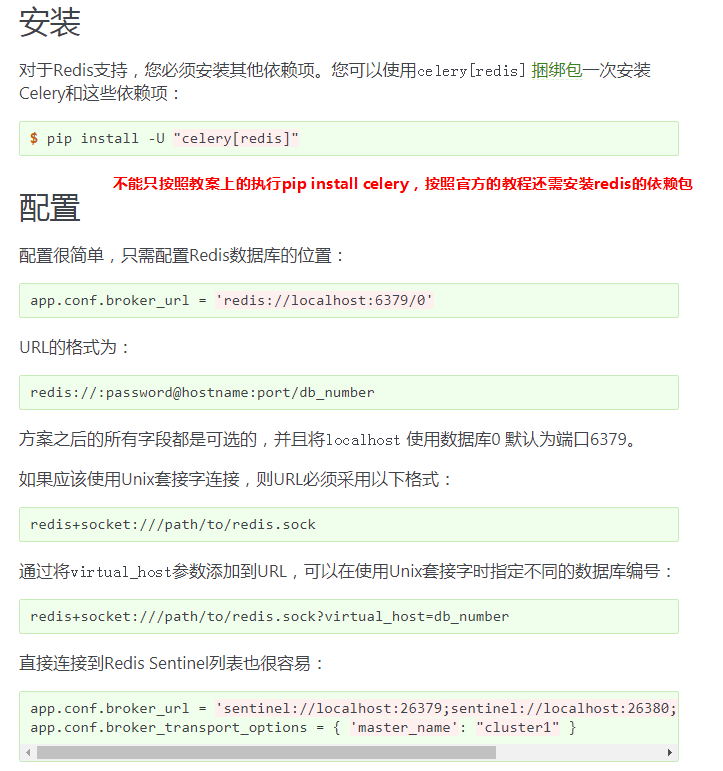 安装
对于Redis支持，您必须安装其他依赖项。您可以使用celery[redis] 捆绑包一次安装
Celery和这些依赖项：
$ pip install -U "celery[redis]"
不能只按照教案上的执行pip install celery，按照官方的教程还需安装redis的依赖包
配置
配置很简单，只需配置Redis数据库的位置：
app.conf.broker_url = 'redis://localhost:6379/0'
URL的格式为：
redis://:password@hostname:port/db_number
方案之后的所有字段都是可选的，并且将localhost 使用数据库0 默认为端口6379。
如果应该使用Unix套接字连接，则URL必须采用以下格式：
redis+socket:///path/to/redis.sock
通过将virtual_host参数添加到URL，可以在使用Unix套接字时指定不同的数据库编号：
redis+socket:///path/to/redis.sock?virtual_host=db_number
直接连接到Redis Sentinel列表也很容易：
app.conf.broker_url = 'sentinel://localhost:26379;sentinel://localhost:26380;
app.conf.broker_transport_options = { 'master_name': "cluster1" }